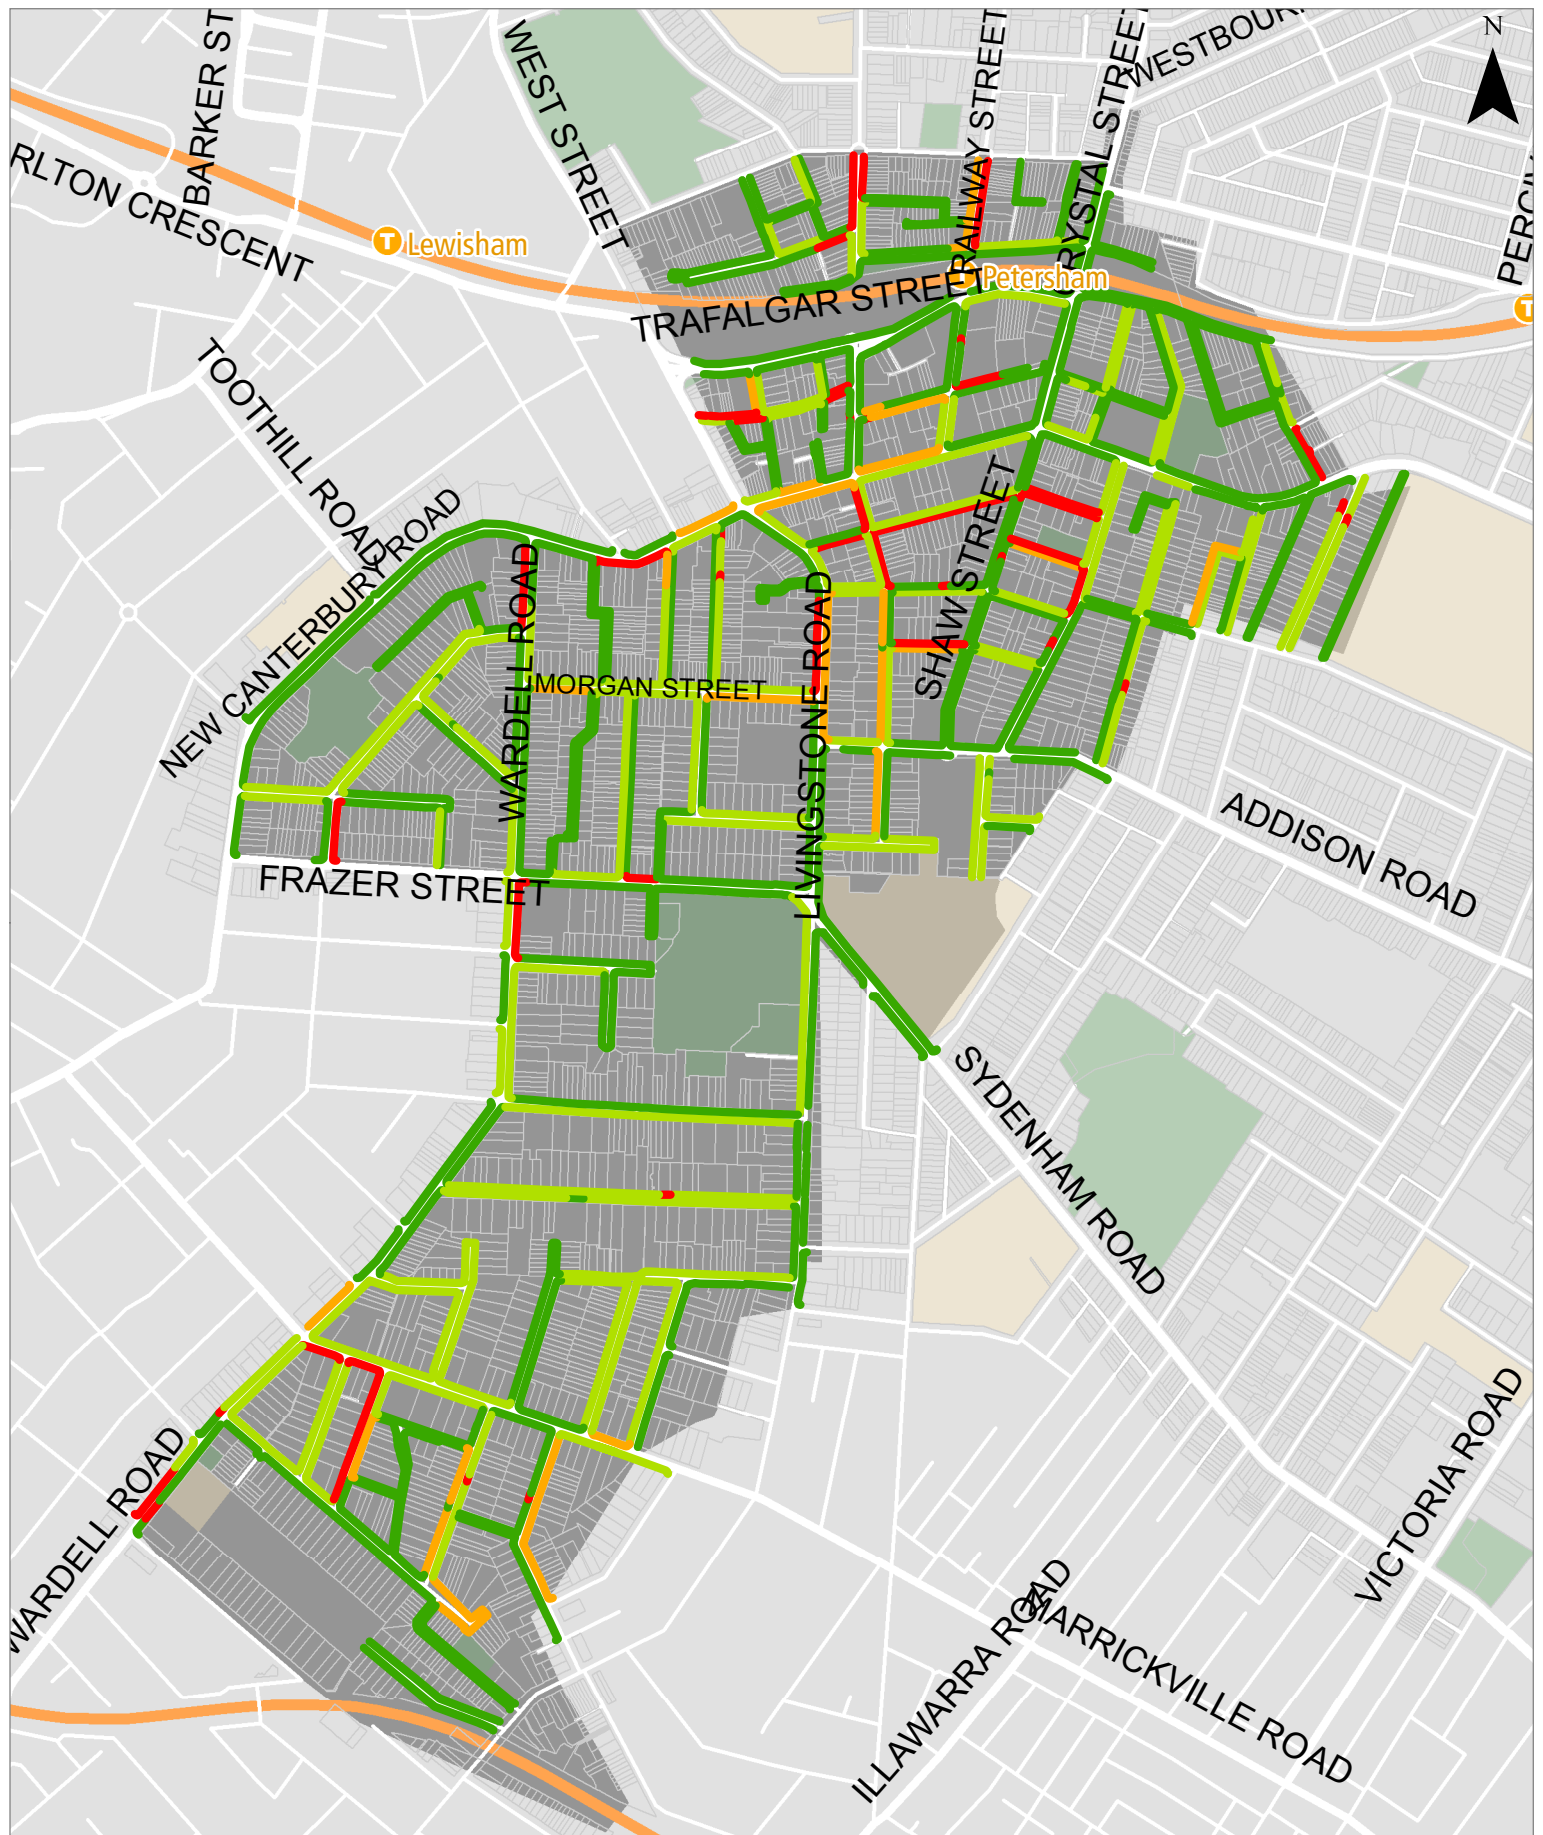 N
BARKER ST
WEST STREET
RAILWAY STREET
CRYSTAL STREET
WESTBOUR
PERCIV
RLTON CRESCENT
T Lewisham
Petersham
T
TRAFALGAR STREET
TOOTHILL ROAD
NEW CANTERBURY ROAD
WARDELL ROAD
SHAW STREET
MORGAN STREET
LIVINGSTONE ROAD
ADDISON ROAD
FRAZER STREET
SYDENHAM ROAD
VICTORIA ROAD
WARDELL ROAD
ILLAWARRA ROAD
MARRICKVILLE ROAD